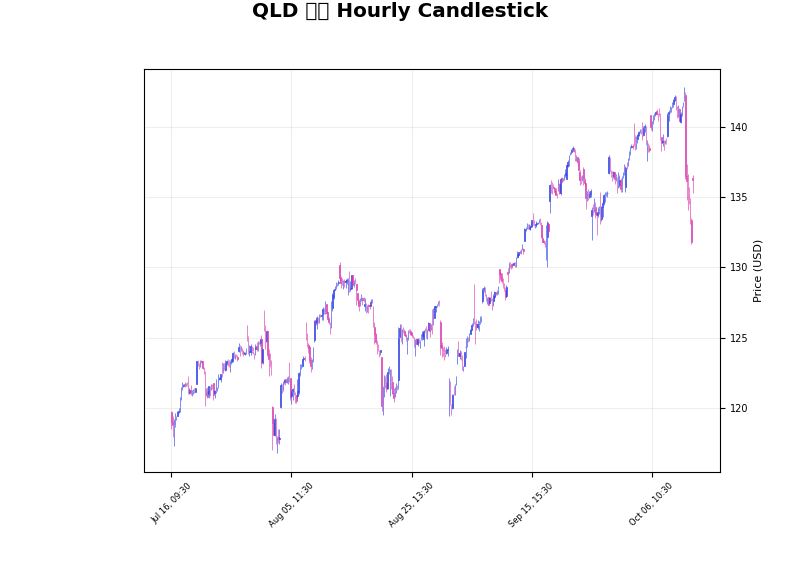 QLD Hourly Candlestick
140
135
130
125
120
Price (USD)
Jul 16, 09:30
Aug 05, 11:30
Aug 25, 13:30
Sep 15, 15:30
Oct 06, 10:30